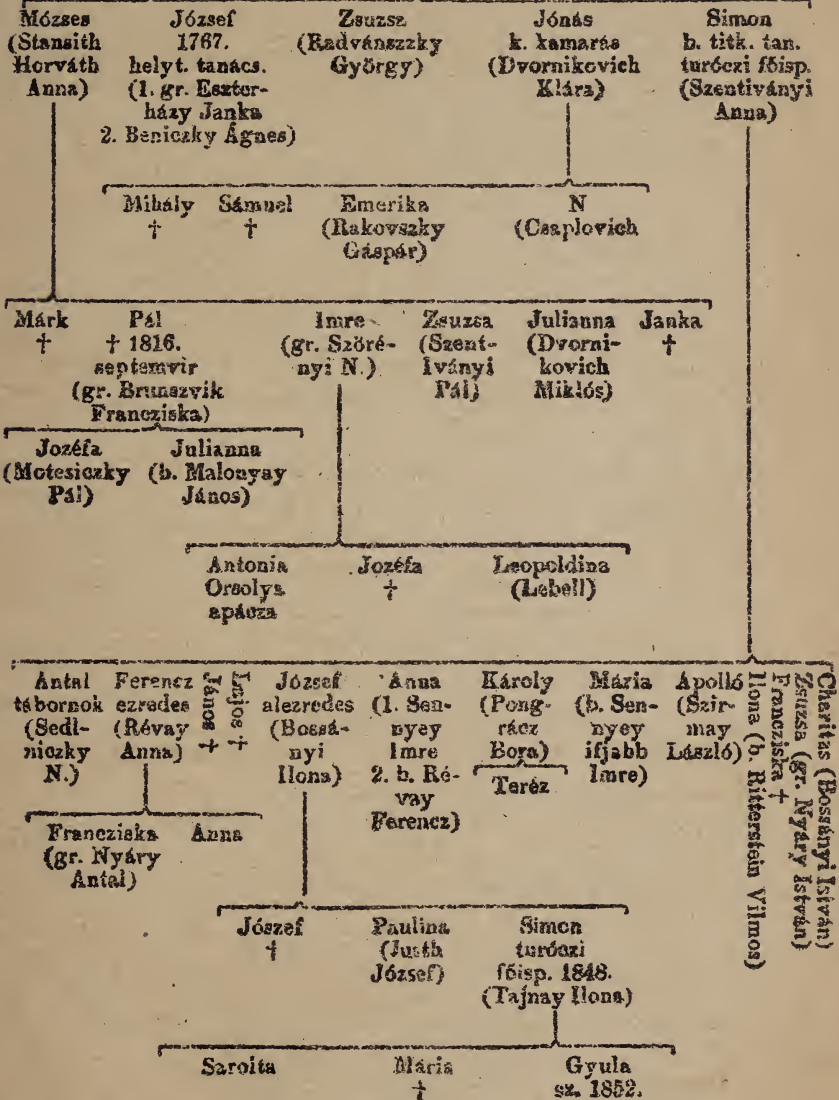 Mózses József Zsuzsa Jónás Simon
(Stansith 1767. (Radvánszzky k. kamarás b. titk. tan.
Horváth helyt. tanács. György) (Dvornikovich turóczi főisp.
Anna) (1. gr. Eszter- Klára) (Szentiványi
házy Janka Anna)
2. Beniczky Ágnes)
Mihály Sámuel Emerika N
† † (Rakovszky (Csaplovich
Gáspár)
Márk Pál Imre Zsuzsa Julianna Janka
† † 1816. (gr. Szöré- (Szent- (Dvorni- †
septemvir nyi N.) Iványi kovich
(gr. Brunszvik Pál) Miklós)
Francziska)
Jozéfa Julianna
(Motesiczky (b. Malonyay
Pál) János)
Antonia Jozéfa Leopoldina
Orsolya † (Lebell)
apácza
Antal Ferencz János † Lajos † József Anna Károly Mária Apolló
tábornok ezredes alezredes (1. Sen- (Pong- (b. Sen- (Szir-
(Sedl- (Révay (Bossá- nyey rácz nyey may
niczky Anna) nyi Imre Bora) ifjabb László)
N.) Ilona) 2. b. Ré- Teréz Imre)
vay
Ferencz)
Charitas (Bossányi István)
Zsuzsa (gr. Nyáry István)
Francziska †
Ilona (b. Ritterstein Vilmos)
Francziska Anna
(gr. Nyáry
Antal)
József Paulina Simon
† (Justh turóczi
József) főisp. 1848.
(Tajnay Ilona)
Sarolta Mária Gyula
† sz. 1852.